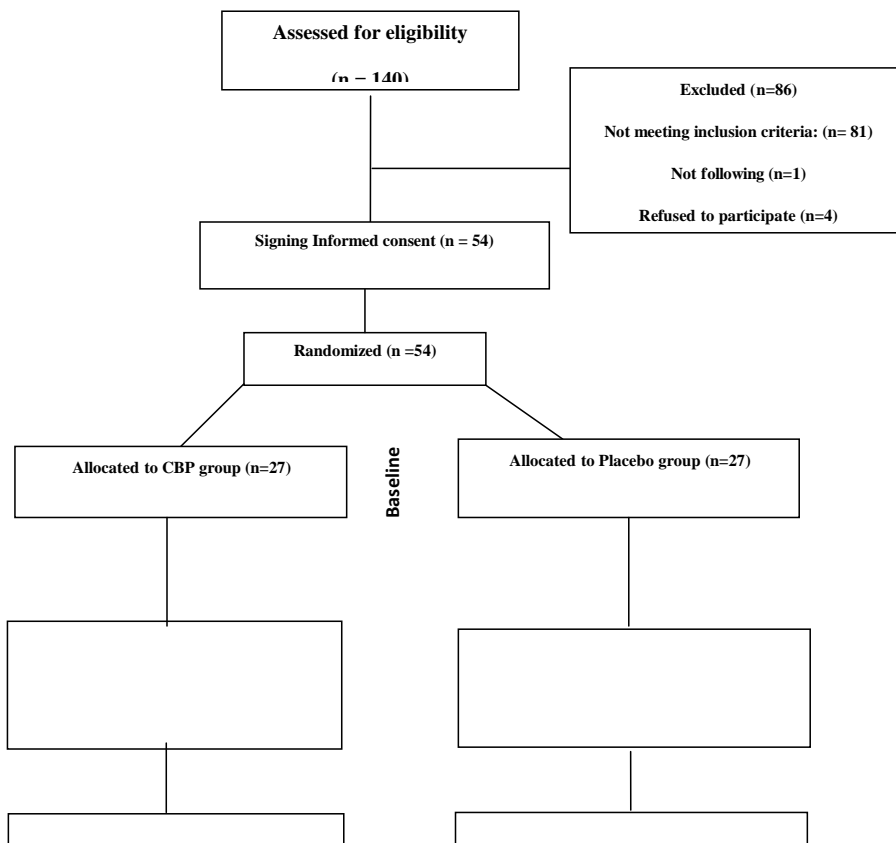 Assessed for eligibility
(n = 140)
Excluded (n=86)
Not meeting inclusion criteria: (n= 81)
Not following (n=1)
Refused to participate (n=4)
Signing Informed consent (n = 54)
Randomized (n =54)
Allocated to CBP group (n=27)
Baseline
Allocated to Placebo group (n=27)